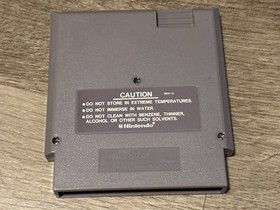 CAUTION Rev-A
● DO NOT STORE IN EXTREME TEMPERATURES.
● DO NOT IMMERSE IN WATER.
● DO NOT CLEAN WITH BENZENE, THINNER,
ALCOHOL OR OTHER SUCH SOLVENTS.
Nintendo